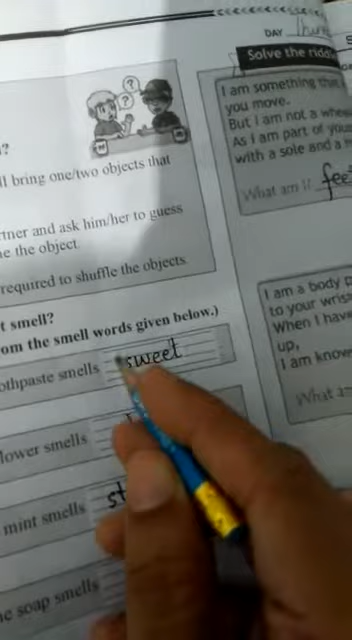 DAY
Solve the riddle
I am something tha
you move.
But I am not a whe
As I am part of you
with a sole and a h
What am I? fee
?
ll bring one/two objects that
rtner and ask him/her to guess
e the object.
required to shuffle the objects.
t smell?
om the smell words given below.)
othpaste smells sweet
lower smells
mint smells st
e soap smells
I am a body p
to your wrist
When I have
up,
I am know
What a